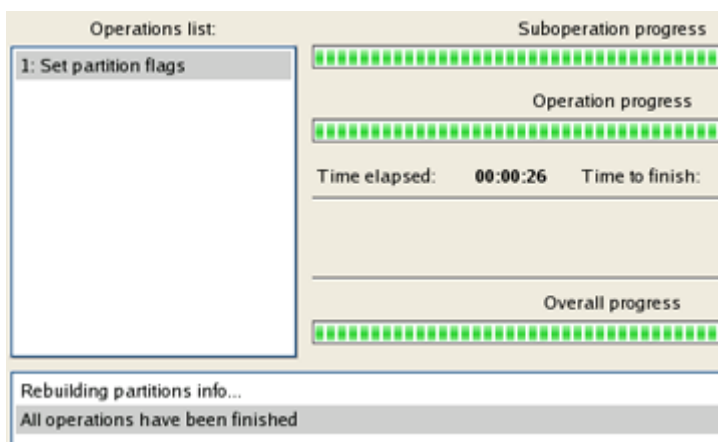 Operations list:
1: Set partition flags
Suboperation progress
Operation progress
Time elapsed: 00:00:26 Time to finish:
Overall progress
Rebuilding partitions info...
All operations have been finished